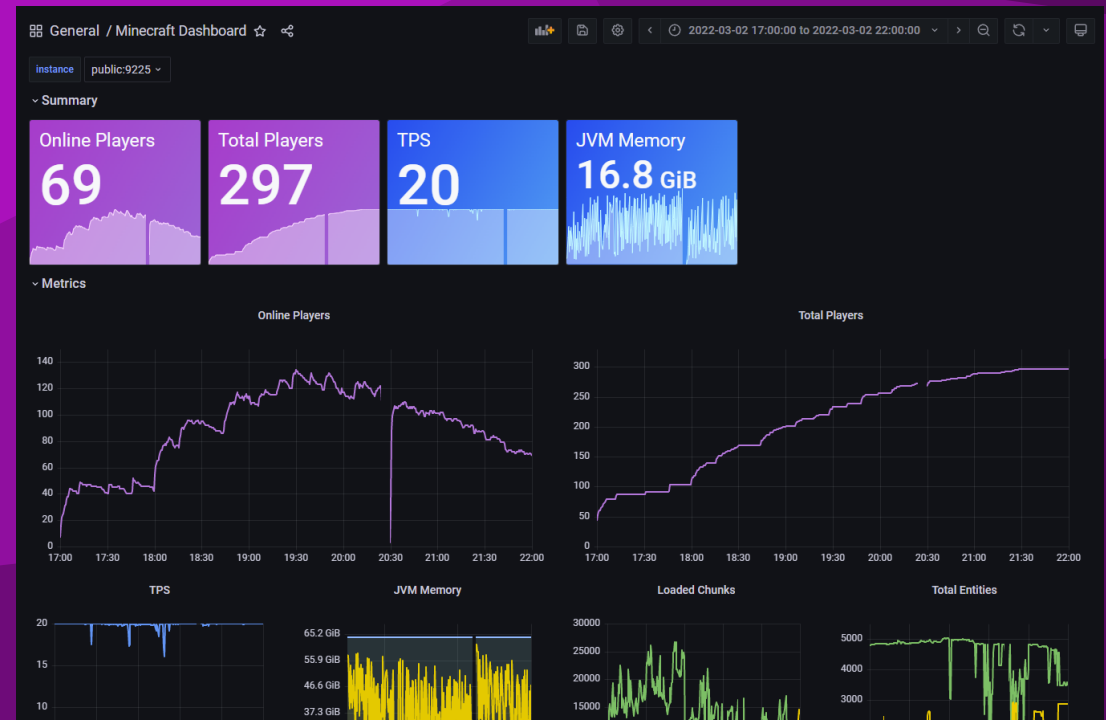 General / Minecraft Dashboard
2022-03-02 17:00:00 to 2022-03-02 22:00:00
instance public:9225
Summary
Online Players
69
Total Players
297
TPS
20
JVM Memory
16.8 GiB
Metrics
Online Players
140
120
100
80
60
40
20
0
17:00 17:30 18:00 18:30 19:00 19:30 20:00 20:30 21:00 21:30 22:00
Total Players
300
250
200
150
100
50
0
17:00 17:30 18:00 18:30 19:00 19:30 20:00 20:30 21:00 21:30 22:00
TPS
20
15
10
JVM Memory
65.2 GiB
55.9 GiB
46.6 GiB
37.3 GiB
Loaded Chunks
30000
25000
20000
15000
Total Entities
5000
4000
3000